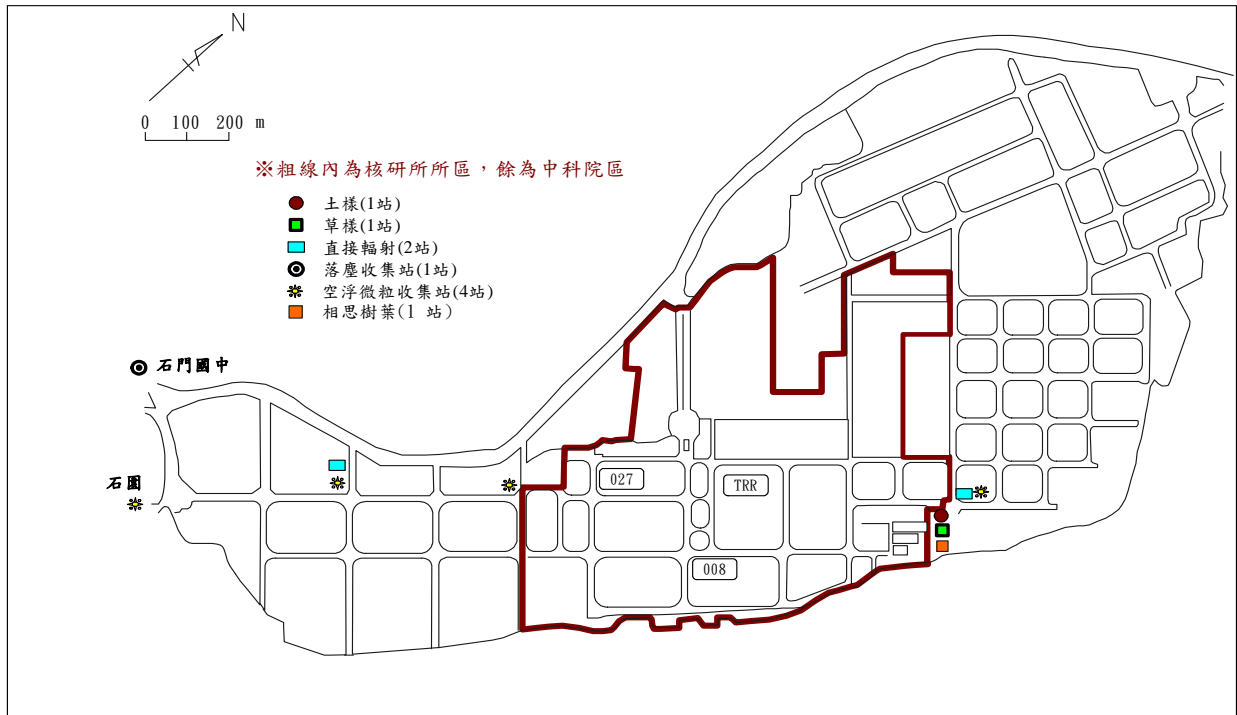 N
0 100 200 m
※粗線內為核研所所區，餘為中科院區
土樣(1站)
草樣(1站)
直接輻射(2站)
落塵收集站(1站)
空浮微粒收集站(4站)
相思樹葉(1 站)
石門國中
石園
027
TRR
008